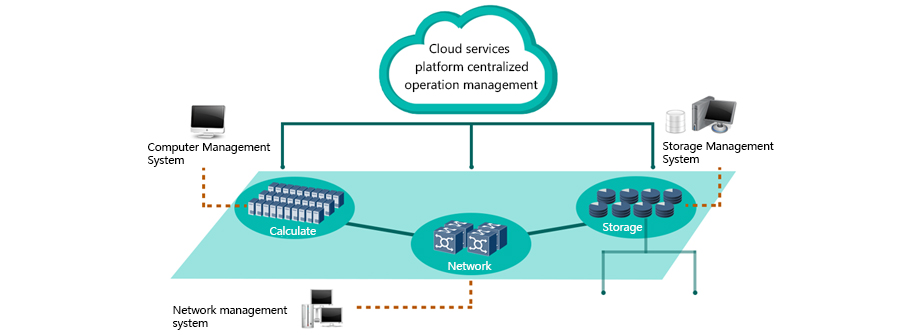 Cloud services
platform centralized
operation management
Computer Management
System
Storage Management
System
Calculate
Storage
Network
Network management
system